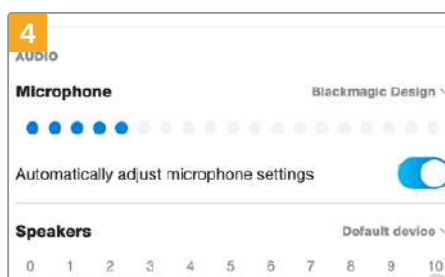 4
AUDIO
Microphone Blackmagic Design
Automatically adjust microphone settings
Speakers Default device
0 1 2 3 4 5 6 7 8 9 10